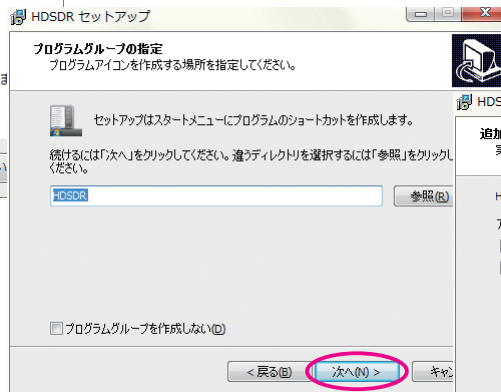 HDSDR セットアップ
プログラムグループの指定
プログラムアイコンを作成する場所を指定してください。
セットアップはスタートメニューにプログラムのショートカットを作成します。
続けるには「次へ」をクリックしてください。違うディレクトリを選択するには「参照」をクリックし
ください。
HDSDR
参照(R)
プログラムグループを作成しない(D)
< 戻る(B)
次へ(N) >
キャン
HDS
追加